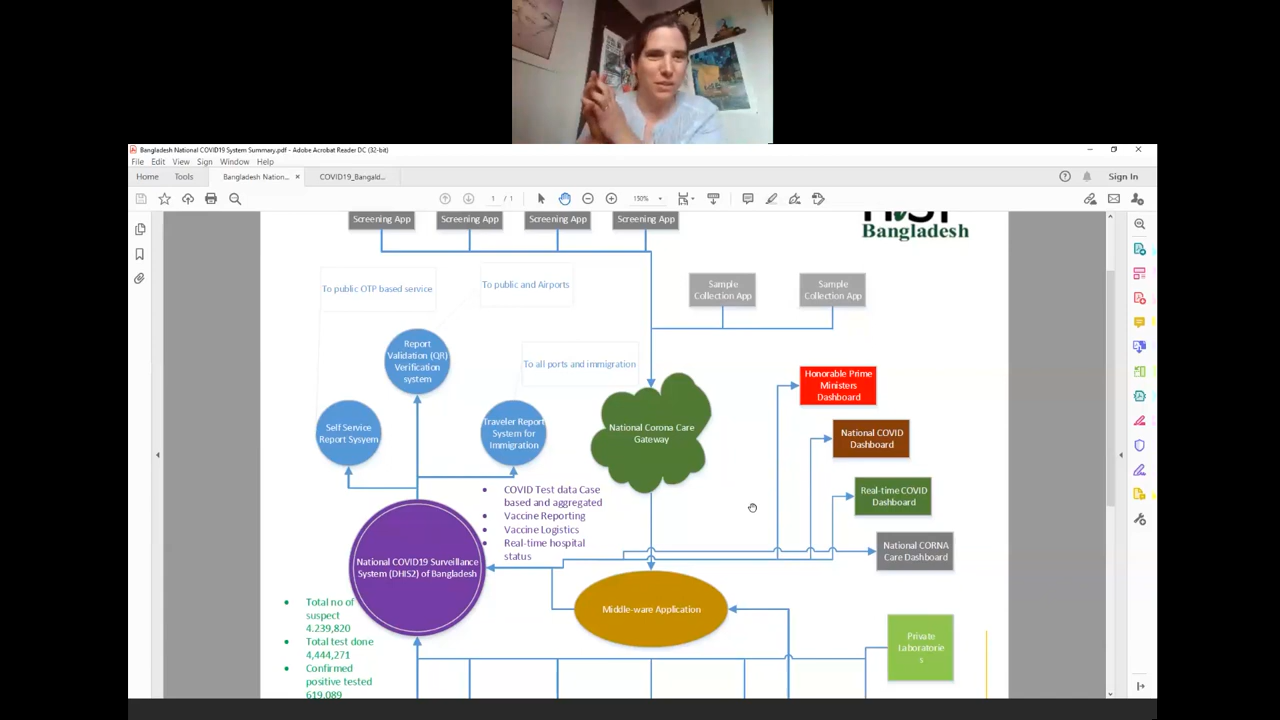 Bangladesh National COVID19 System Summary.pdf - Adobe Acrobat Reader DC (32-bit)
File Edit View Sign Window Help
Home Tools Bangladesh Nation... × COVID19_Bangald... Sign In
1 / 1 150%
Screening App Screening App Screening App Screening App
HISP
Bangladesh
To public OTP based service
To public and Airports
Sample
Collection App
Sample
Collection App
Report
Validation (QR)
Verification
system
To all ports and immigration
Honorable Prime
Ministers
Dashboard
Self Service
Report Sysyem
Traveler Report
System for
Immigration
National Corona Care
Gateway
National COVID
Dashboard
• COVID Test data Case
based and aggregated
• Vaccine Reporting
• Vaccine Logistics
• Real-time hospital
status
Real-time COVID
Dashboard
National CORNA
Care Dashboard
National COVID19 Surveillance
System (DHIS2) of Bangladesh
Middle-ware Application
• Total no of
suspect
4.239,820
• Total test done
4,444,271
• Confirmed
positive tested
619,089
Private
Laboratorie
s